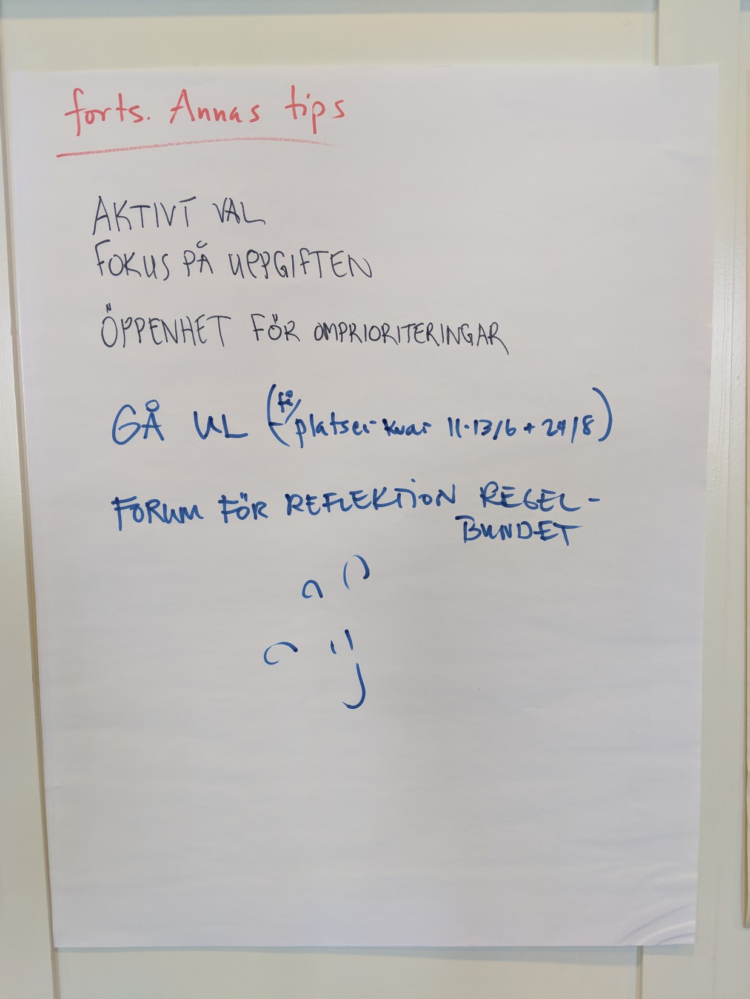 forts. Annas tips
AKTIVT VAL
FOKUS PÅ UPPGIFTEN
ÖPPENHET FÖR OMPRIORITERINGAR
GÅ UL (få platser kvar 11-13/6 + 29/8)
FORUM FÖR REFLEKTION REGEL-
BUNDET